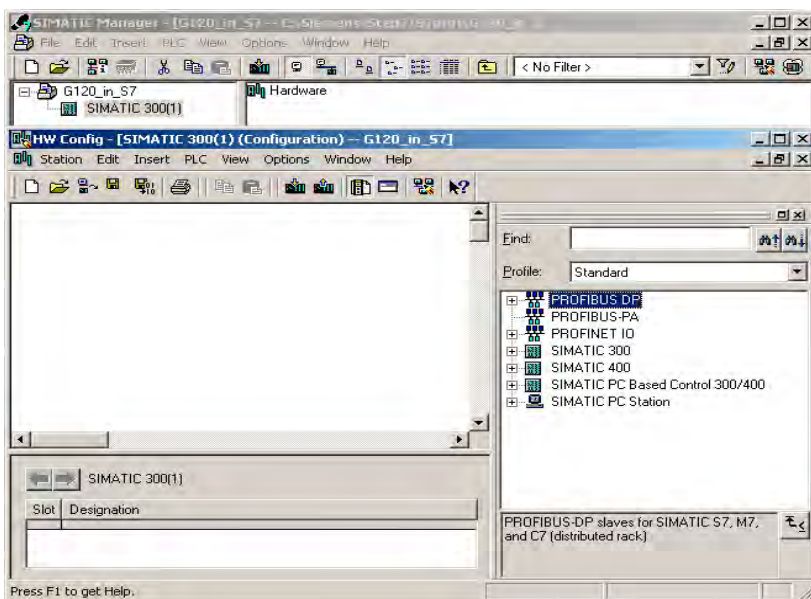 SIMATIC Manager - [G120_in_S7 --
File Edit Insert PLC View Options Window Help
< No Filter >
G120_in_S7
SIMATIC 300(1)
Hardware
HW Config - [SIMATIC 300(1) (Configuration) -- G120_in_S7]
Station Edit Insert PLC View Options Window Help
Find:
Profile: Standard
PROFIBUS DP
PROFIBUS-PA
PROFINET IO
SIMATIC 300
SIMATIC 400
SIMATIC PC Based Control 300/400
SIMATIC PC Station
SIMATIC 300(1)
Slot Designation
PROFIBUS-DP slaves for SIMATIC S7, M7,
and C7 (distributed rack)
Press F1 to get Help.